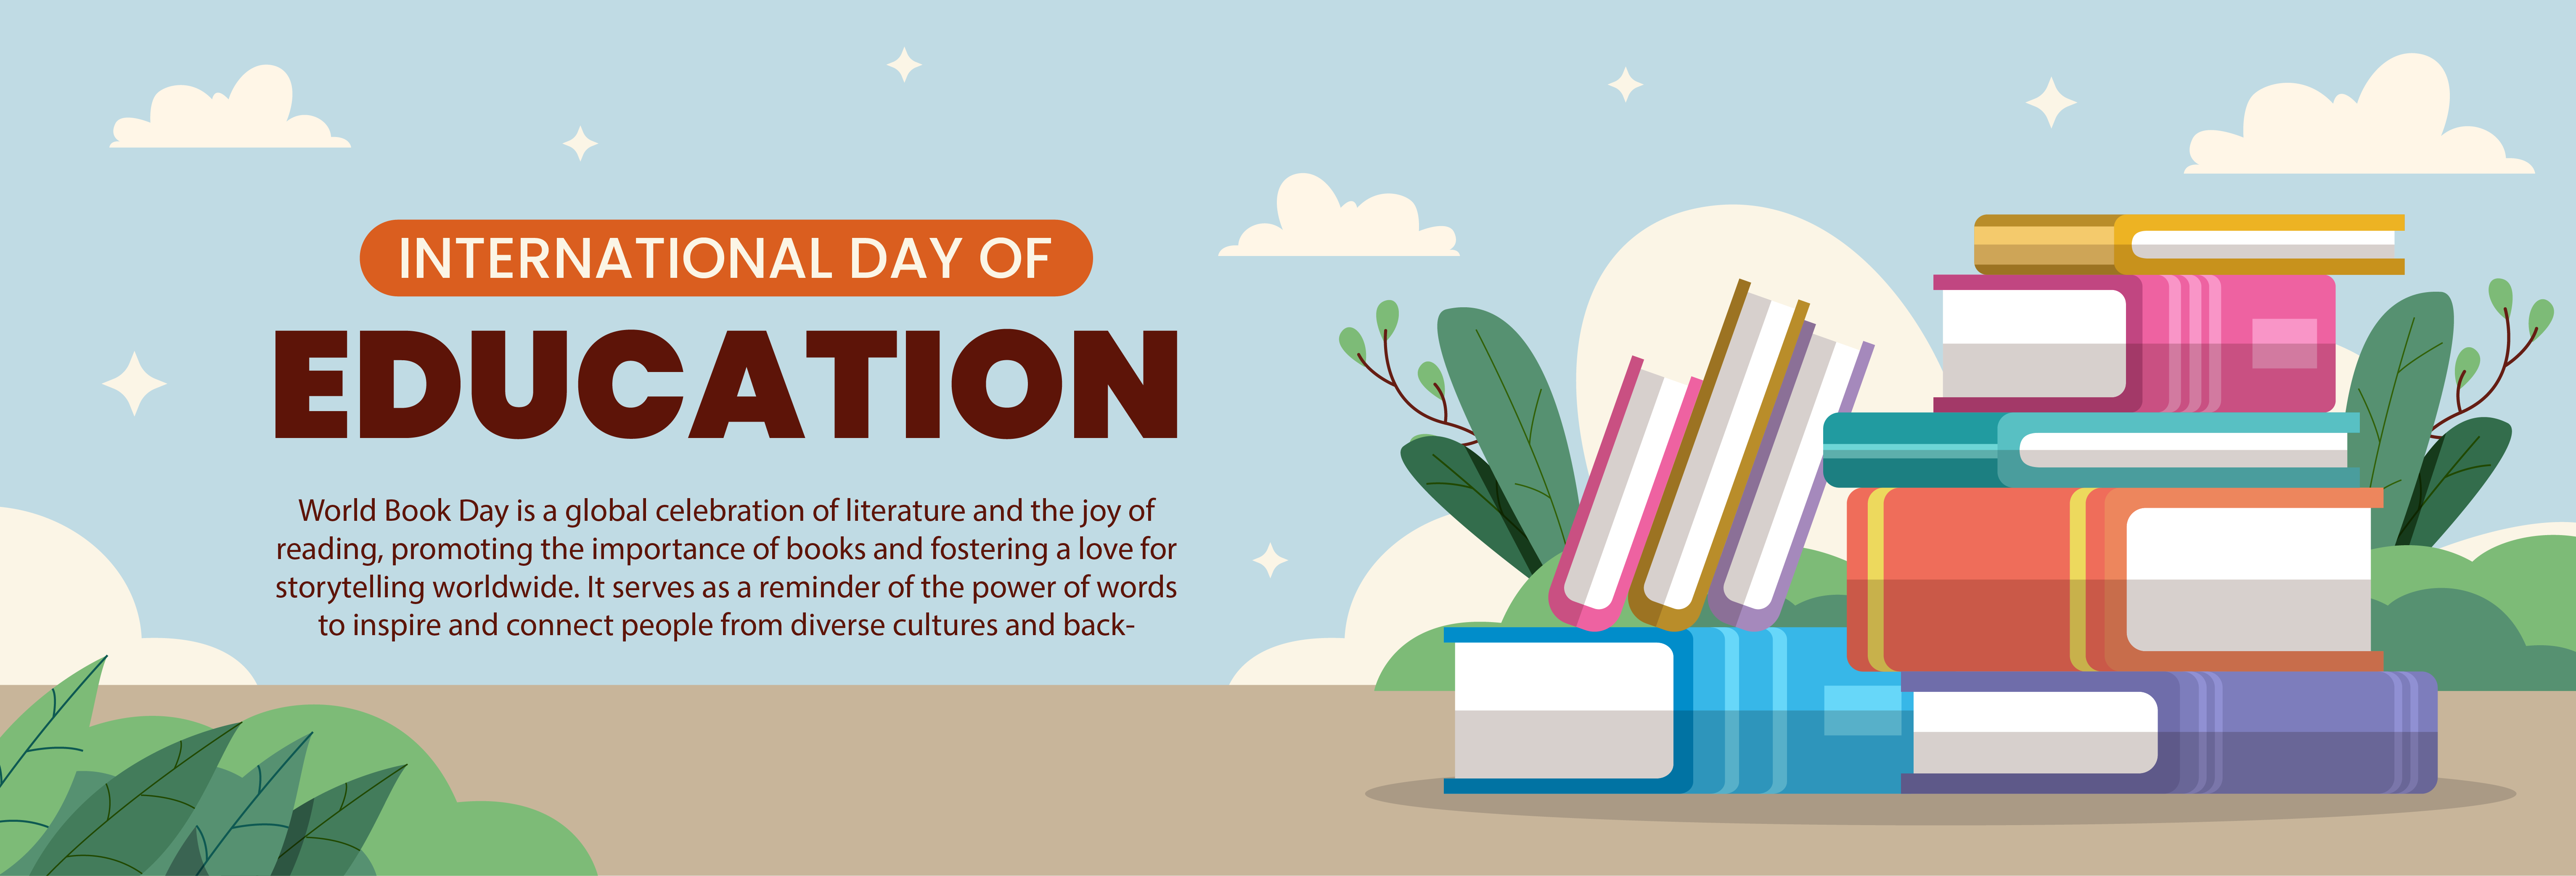 INTERNATIONAL DAY OF
EDUCATION
World Book Day is a global celebration of literature and the joy of
reading, promoting the importance of books and fostering a love for
storytelling worldwide. It serves as a reminder of the power of words
to inspire and connect people from diverse cultures and back-